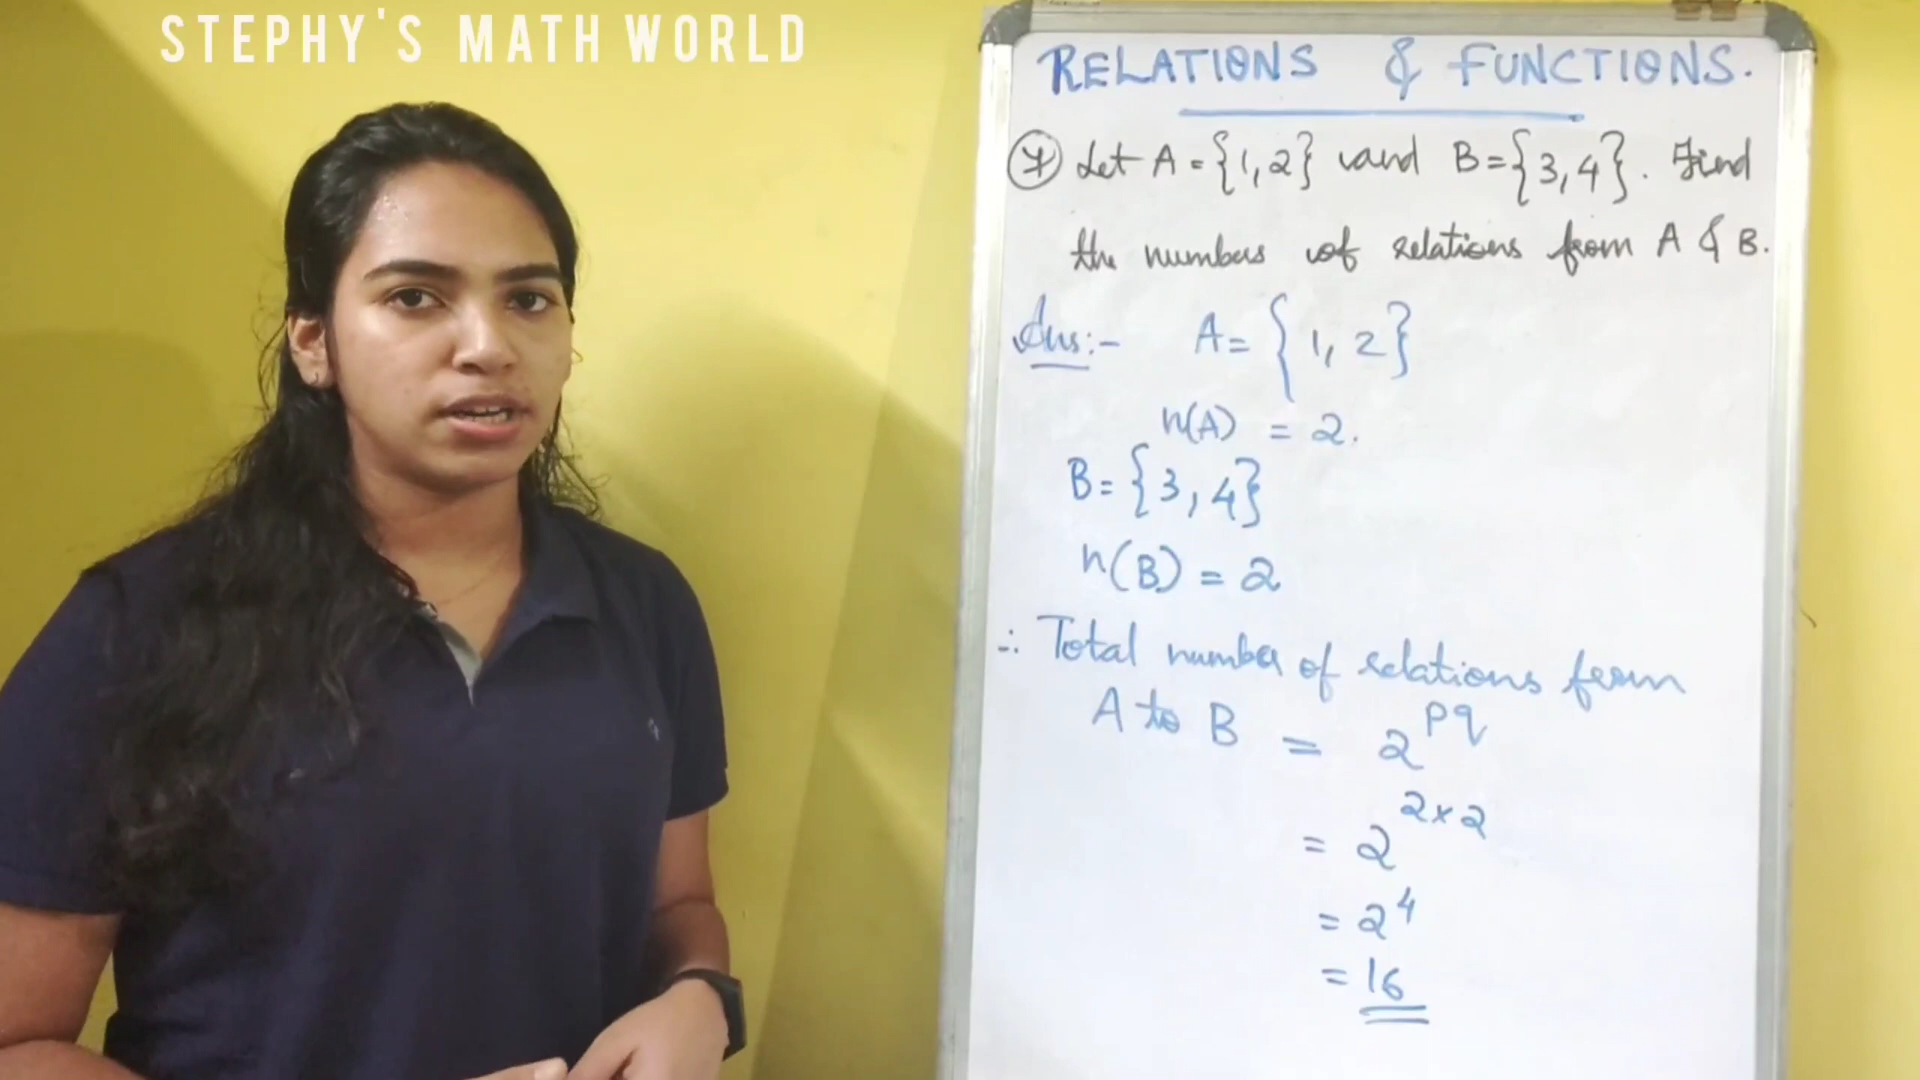 STEPHY'S MATH WORLD
RELATIONS & FUNCTIONS.
* Let A = {1, 2} and B = {3, 4}. Find
the numbers of relations from A & B.
Ans:- A = {1, 2}
n(A) = 2.
B = {3, 4}
n(B) = 2
∴ Total number of relations from
A to B = 2^pq
= 2^2×2
= 2^4
= 16